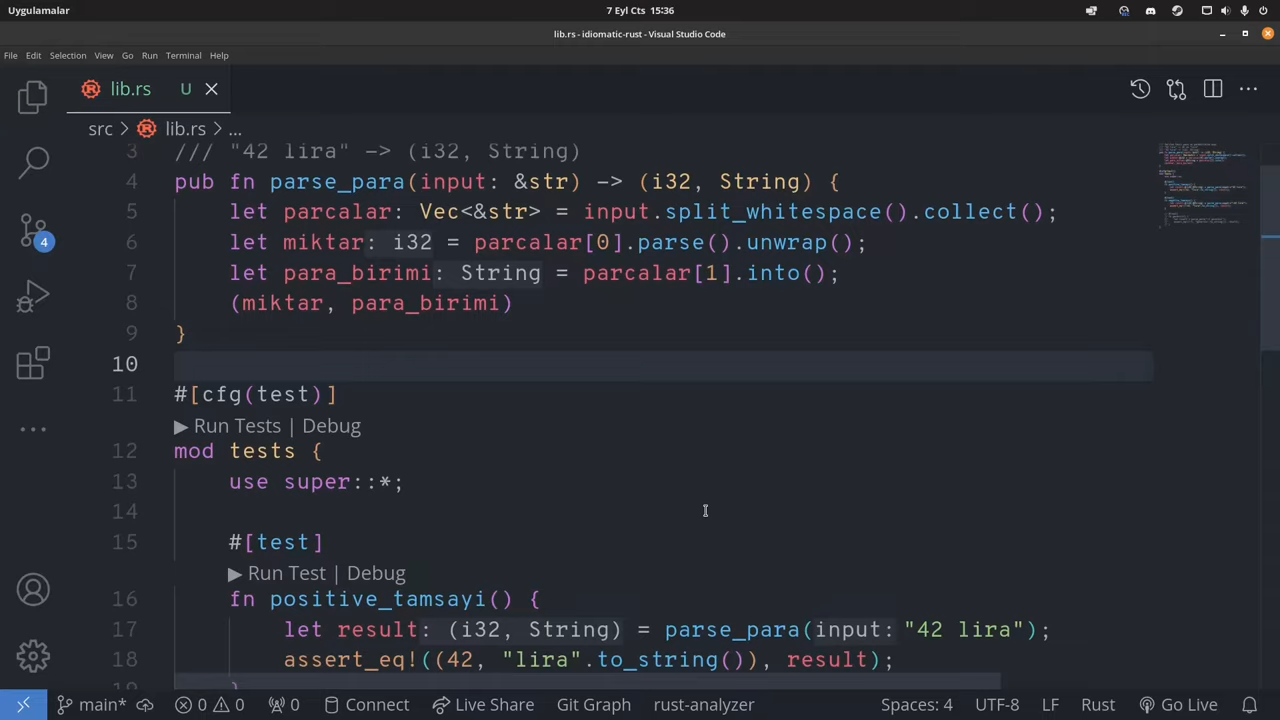 Uygulamalar
7 Eyl Cts 15:36
lib.rs - idiomatic-rust - Visual Studio Code
File Edit Selection View Go Run Terminal Help
lib.rs U
src > lib.rs > ...
3 /// "42 lira" -> (i32, String)
4 pub fn parse_para(input: &str) -> (i32, String) {
5 let parcalar: Vec<&str> = input.split_whitespace().collect();
6 let miktar: i32 = parcalar[0].parse().unwrap();
7 let para_birimi: String = parcalar[1].into();
8 (miktar, para_birimi)
9 }
10
11 #[cfg(test)]
▶ Run Tests | Debug
12 mod tests {
13 use super::*;
14
15 #[test]
▶ Run Test | Debug
16 fn positive_tamsayi() {
17 let result: (i32, String) = parse_para(input: "42 lira");
18 assert_eq!((42, "lira".to_string()), result);
4
main* 0 0 0 Connect Live Share Git Graph rust-analyzer Spaces: 4 UTF-8 LF Rust Go Live